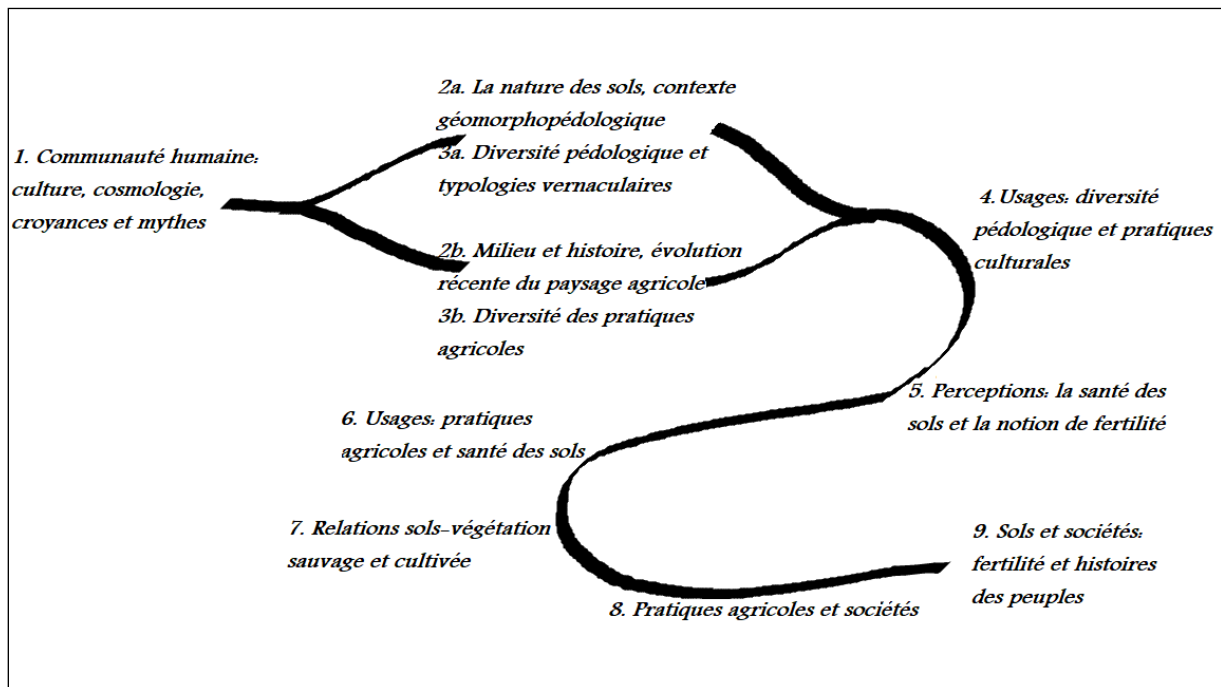 1. Communauté humaine:
culture, cosmologie,
croyances et mythes
2a. La nature des sols, contexte
géomorphopédologique
3a. Diversité pédologique et
typologies vernaculaires
2b. Milieu et histoire, évolution
récente du paysage agricole
3b. Diversité des pratiques
agricoles
4. Usages: diversité
pédologique et pratiques
culturales
5. Perceptions: la santé des
sols et la notion de fertilité
6. Usages: pratiques
agricoles et santé des sols
7. Relations sols-végétation
sauvage et cultivée
8. Pratiques agricoles et sociétés
9. Sols et sociétés:
fertilité et histoires
des peuples